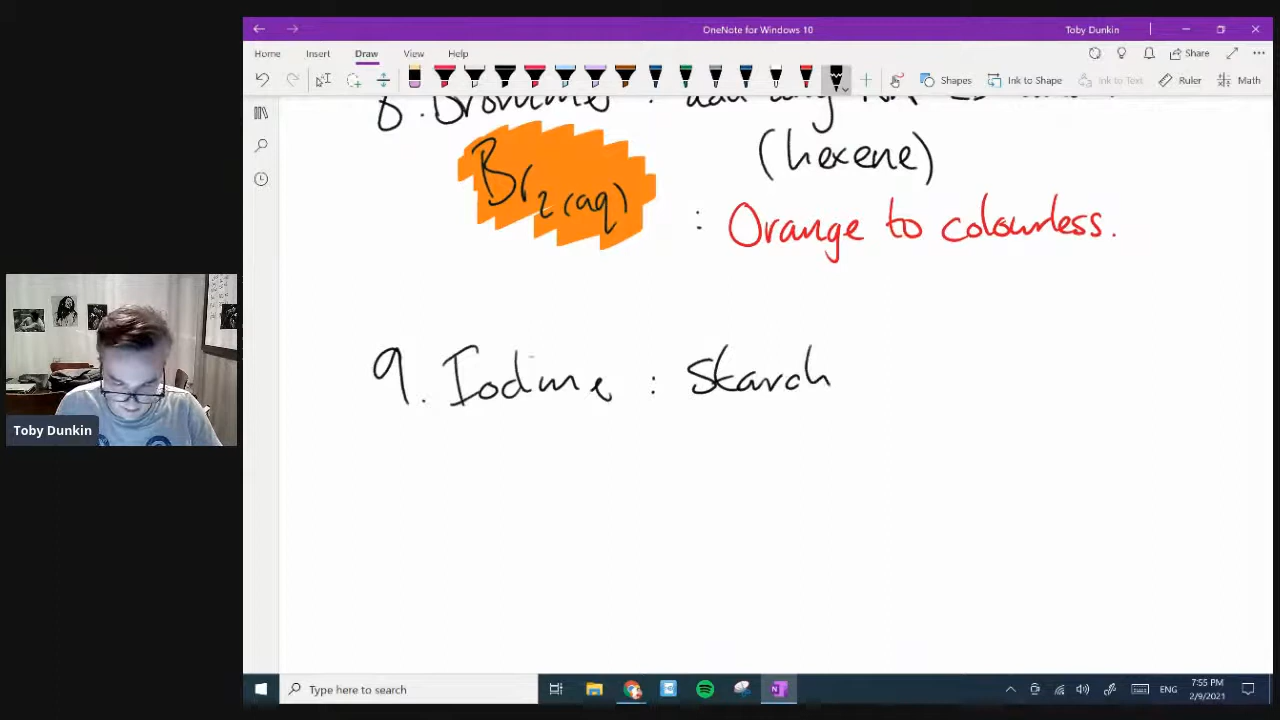 OneNote for Windows 10
Toby Dunkin
Home Insert Draw View Help
Share
Shapes Ink to Shape Ink to Text Ruler Math
8. Bromine :
Br2(aq) (hexene)
: Orange to colourless.
9. Iodine : Starch
Toby Dunkin
Type here to search
ENG
7:55 PM
2/9/2021